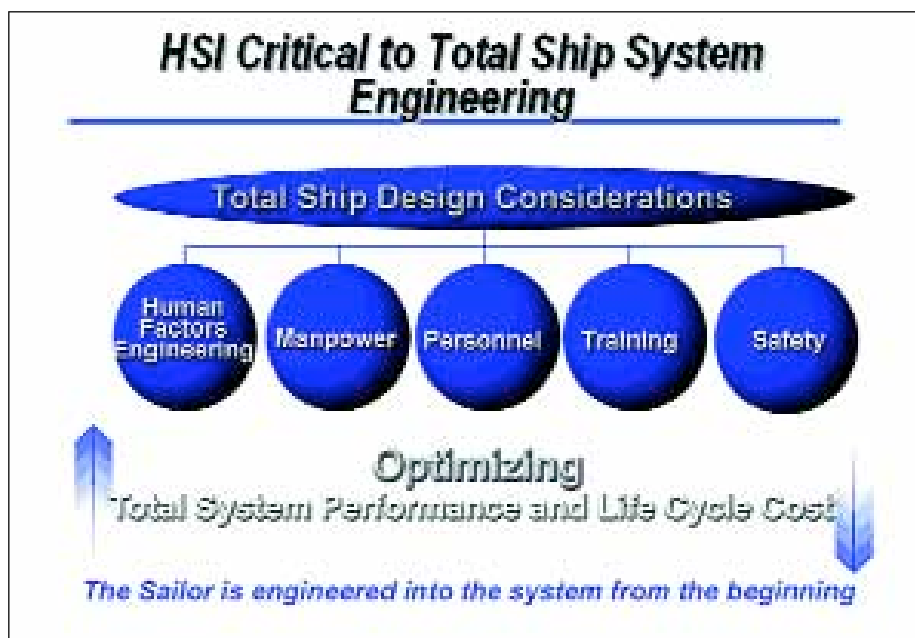 HSI Critical to Total Ship System
Engineering
Total Ship Design Considerations
Human
Factors
Engineering
Manpower
Personnel
Training
Safety
Optimizing
Total System Performance and Life Cycle Cost
The Sailor is engineered into the system from the beginning